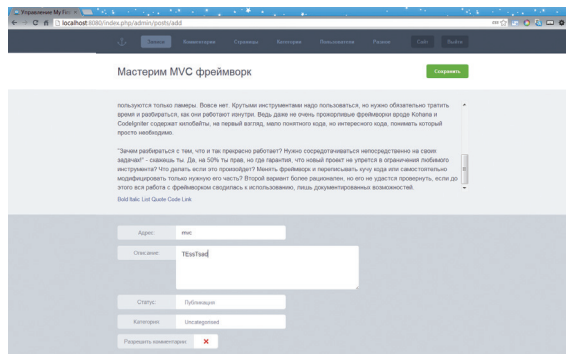 Управление My First
localhost:8080/index.php/admin/posts/add
Записи Комментарии Страницы Категории Пользователи Разное Сайт Выйти
Мастерим MVC фреймворк
Сохранить
пользуются только ламеры. Вовсе нет. Крутыми инструментами надо пользоваться, но нужно обязательно тратить
время и разбираться, как они работают изнутри. Ведь даже не очень прожорливые фреймворки вроде Kohana и
CodeIgniter содержат килобайты, на первый взгляд, мало понятного кода, но интересного кода, понимать который
просто необходимо.
"Зачем разбираться с тем, что и так прекрасно работает? Нужно сосредотачиваться непосредственно на своих
задачах!" - скажешь ты. Да, на 50% ты прав, но где гарантия, что новый проект не упрется в ограничения любимого
инструмента? Что делать если это произойдет? Менять фреймворк и переписывать кучу кода или самостоятельно
модифицировать только нужную его часть? Второй вариант более рационален, но его не удастся провернуть, если до
этого вся работа с фреймворком сводилась к использованию, лишь документированных возможностей.
Bold Italic List Quote Code Link
Адрес: mvc
Описание: TEssTsad
Статус: Публикация
Категория: Uncategorised
Разрешить комментарии: